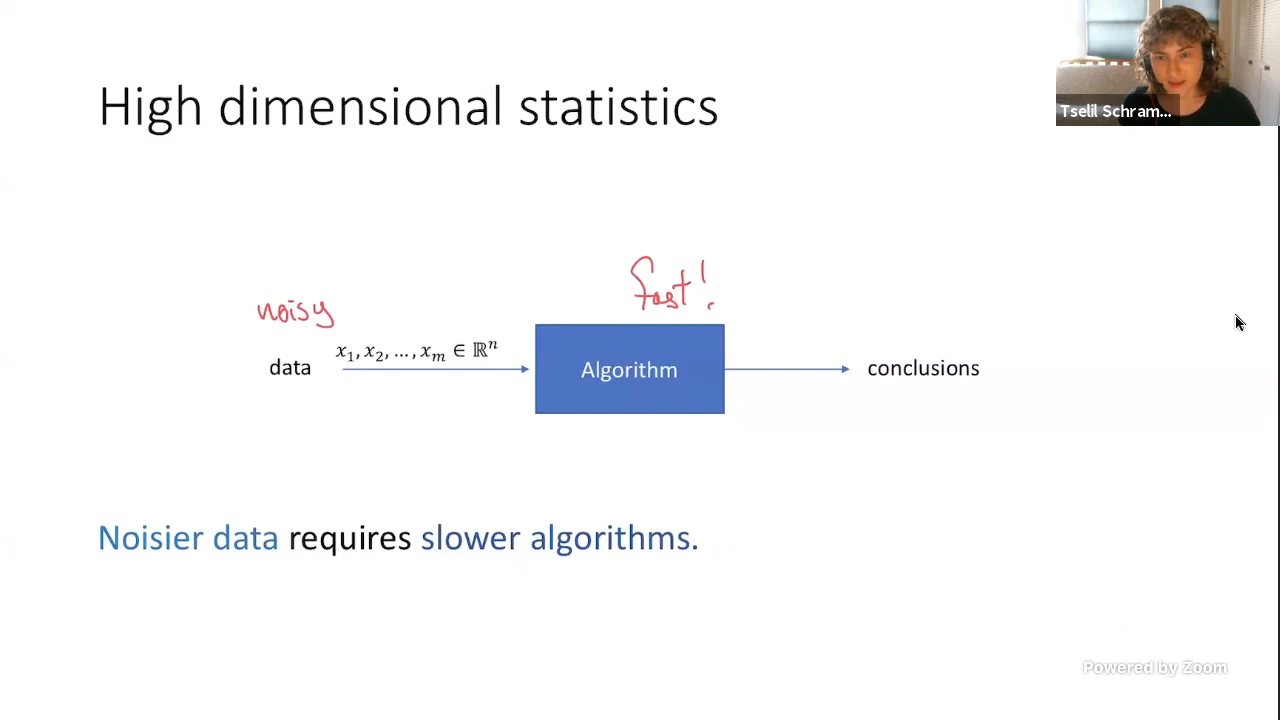 High dimensional statistics
Tselil Schram...
fast!
noisy
x₁, x₂, ..., xₘ ∈ ℝⁿ
data
Algorithm
conclusions
Noisier data requires slower algorithms.
Powered by Zoom